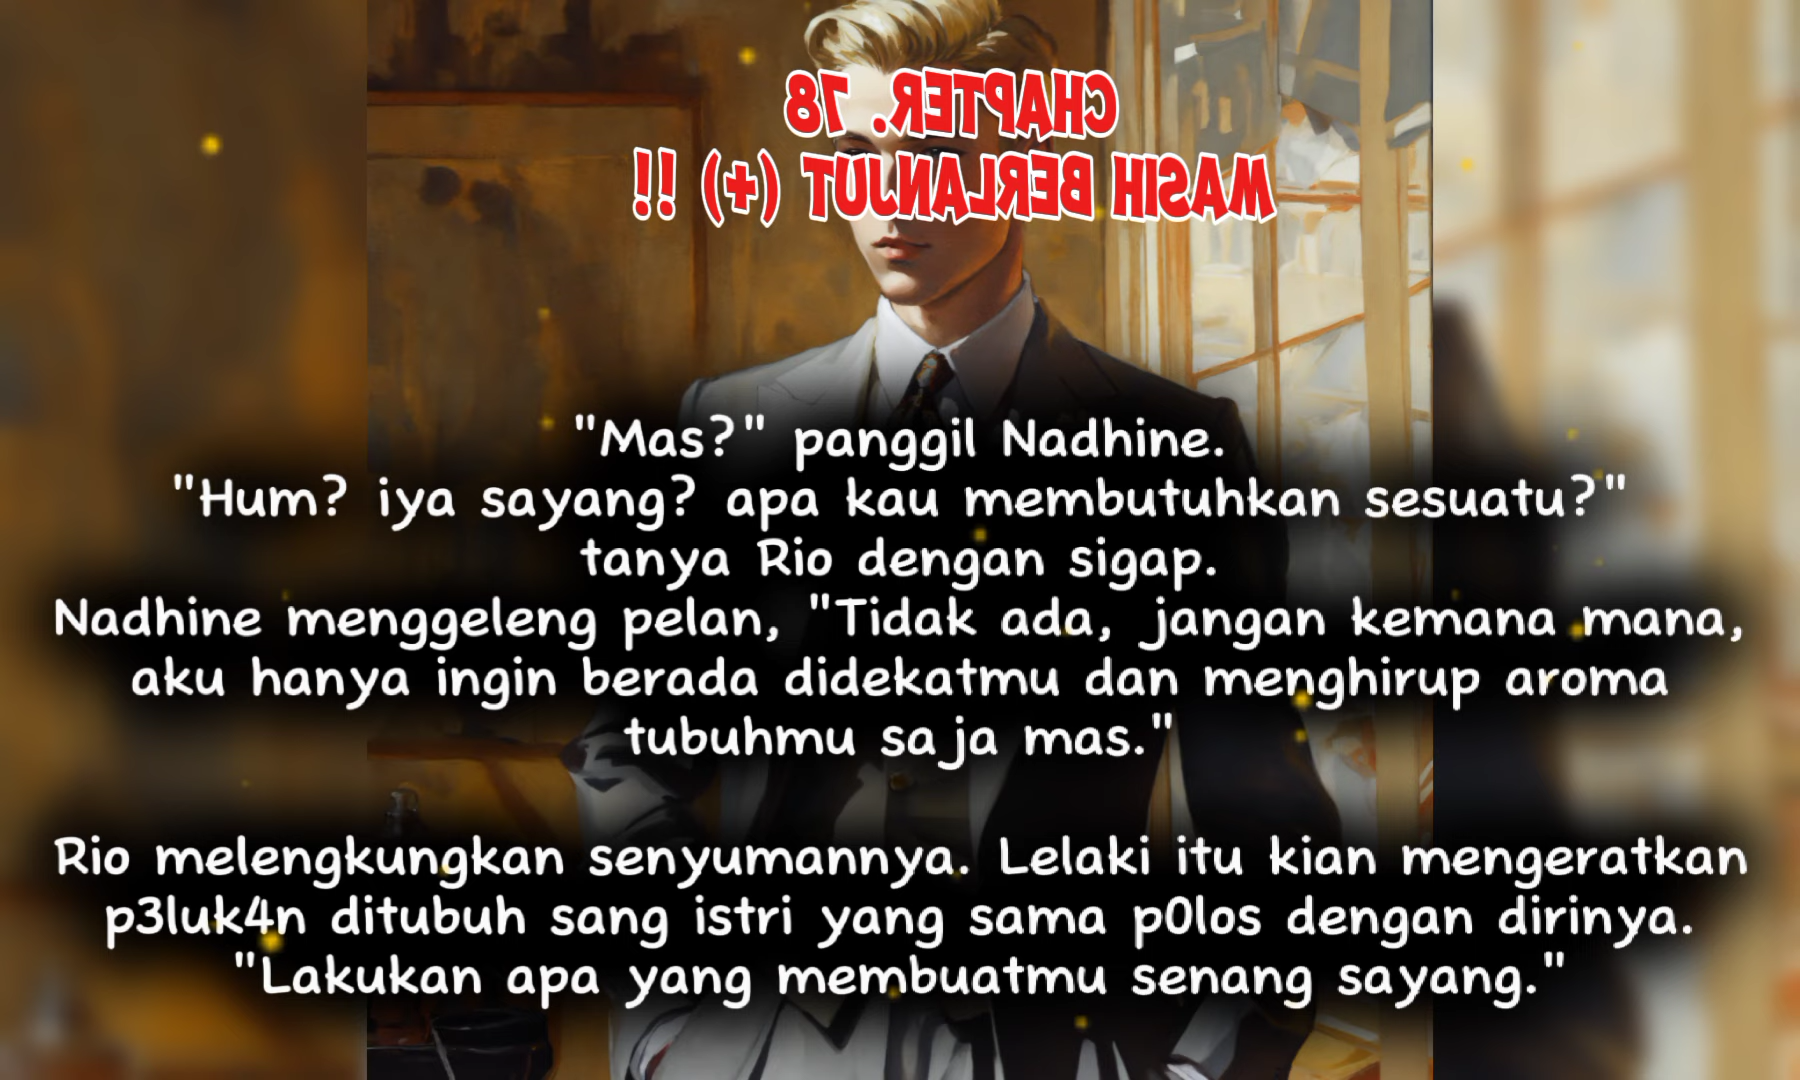 CHAPTER. 78
MASIH BERLANJUT (+) !!
"Mas?" panggil Nadhine.
"Hum? iya sayang? apa kau membutuhkan sesuatu?"
tanya Rio dengan sigap.
Nadhine menggeleng pelan, "Tidak ada, jangan kemana mana,
aku hanya ingin berada didekatmu dan menghirup aroma
tubuhmu saja mas."
Rio melengkungkan senyumannya. Lelaki itu kian mengeratkan
p3luk4n ditubuh sang istri yang sama p0los dengan dirinya.
"Lakukan apa yang membuatmu senang sayang."